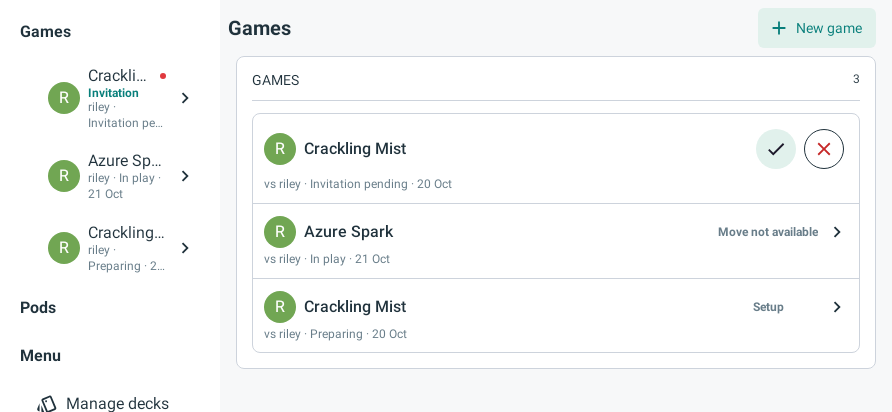 Games
R
Crackli...
Invitation
riley ·
Invitation pe...
R
Azure Sp...
riley · In play ·
21 Oct
R
Crackling...
riley ·
Preparing · 2...
Pods
Menu
Manage decks
Games
New game
GAMES
3
R
Crackling Mist
vs riley · Invitation pending · 20 Oct
R
Azure Spark
Move not available
vs riley · In play · 21 Oct
R
Crackling Mist
Setup
vs riley · Preparing · 20 Oct